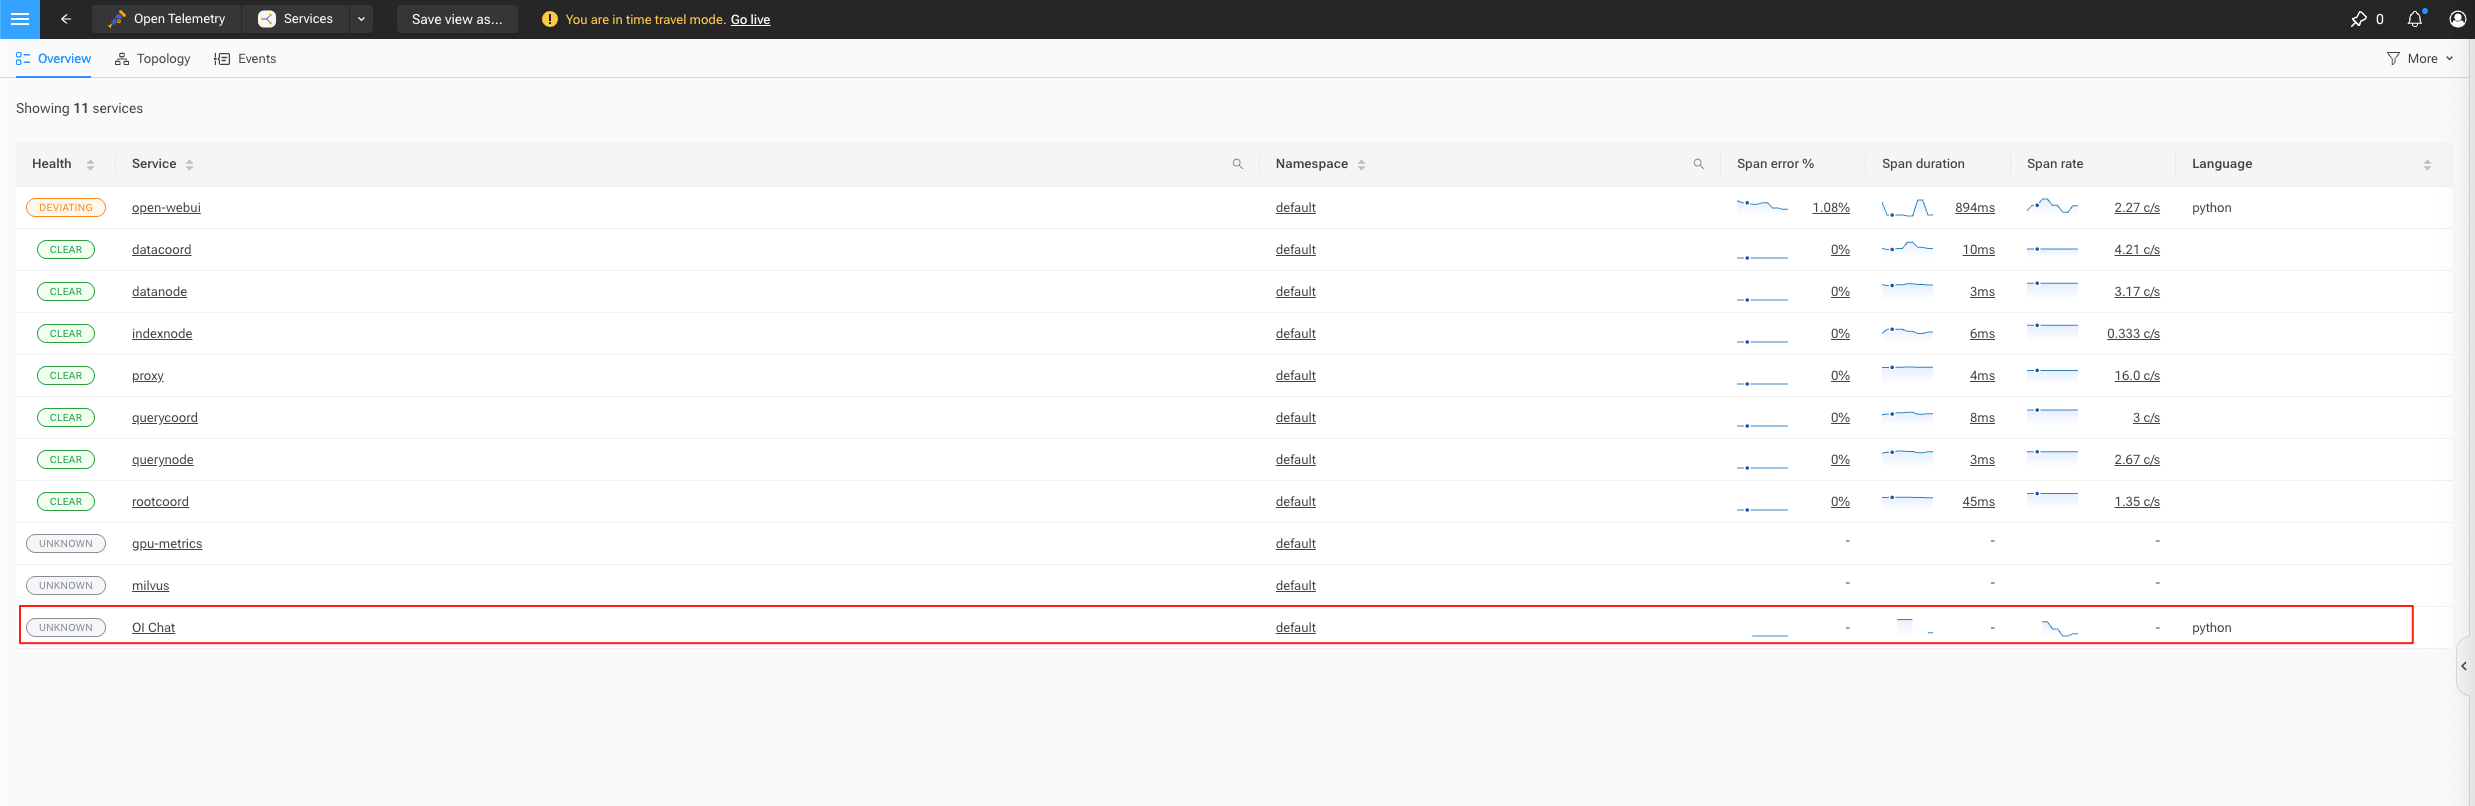 Open Telemetry Services Save view as... You are in time travel mode. Go live 0
Overview Topology Events More
Showing 11 services
Health Service Namespace Span error % Span duration Span rate Language
DEVIATING open-webui default 1.08% 894ms 2.27 c/s python
CLEAR datacoord default 0% 10ms 4.21 c/s
CLEAR datanode default 0% 3ms 3.17 c/s
CLEAR indexnode default 0% 6ms 0.333 c/s
CLEAR proxy default 0% 4ms 16.0 c/s
CLEAR querycoord default 0% 8ms 3 c/s
CLEAR querynode default 0% 3ms 2.67 c/s
CLEAR rootcoord default 0% 45ms 1.35 c/s
UNKNOWN gpu-metrics default - - -
UNKNOWN milvus default - - -
UNKNOWN OI Chat default - - - python